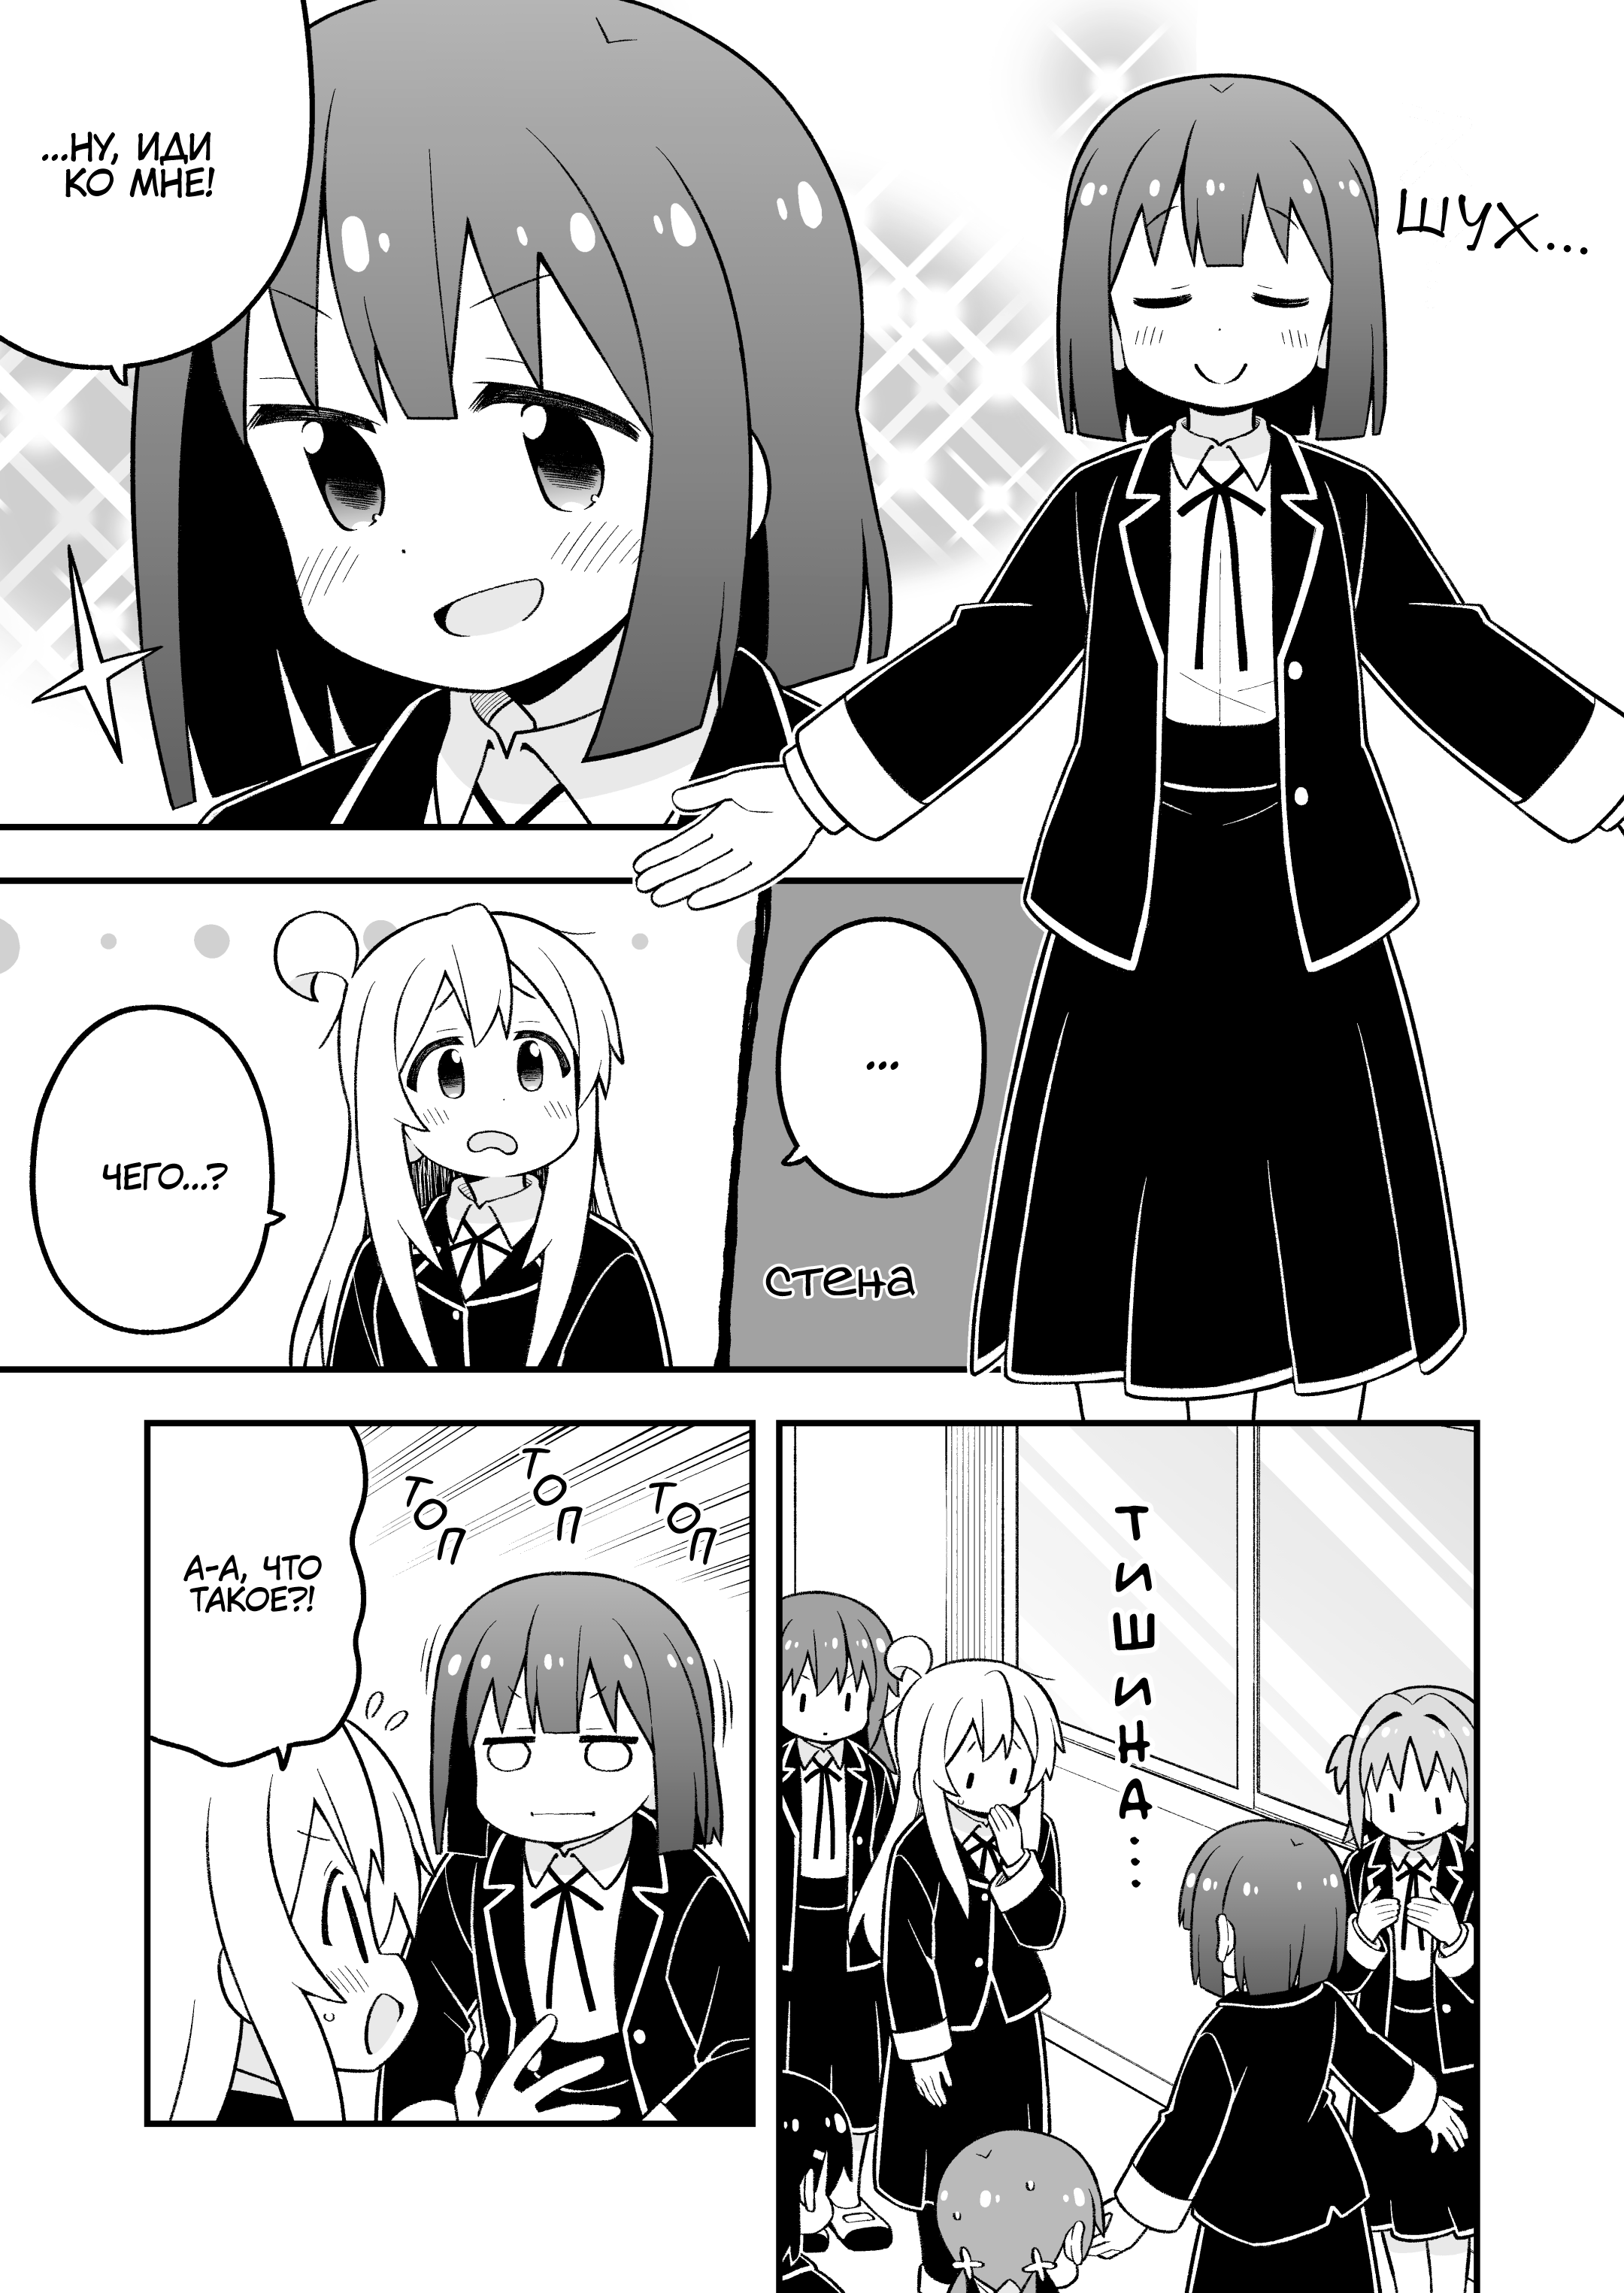 ...НУ, ИДИ
КО МНЕ!
ШУХ...
...
СТЕНА
ЧЕГО...?
ТИШИНА...
ТОП
ТОП
ТОП
А-А, ЧТО
ТАКОЕ?!